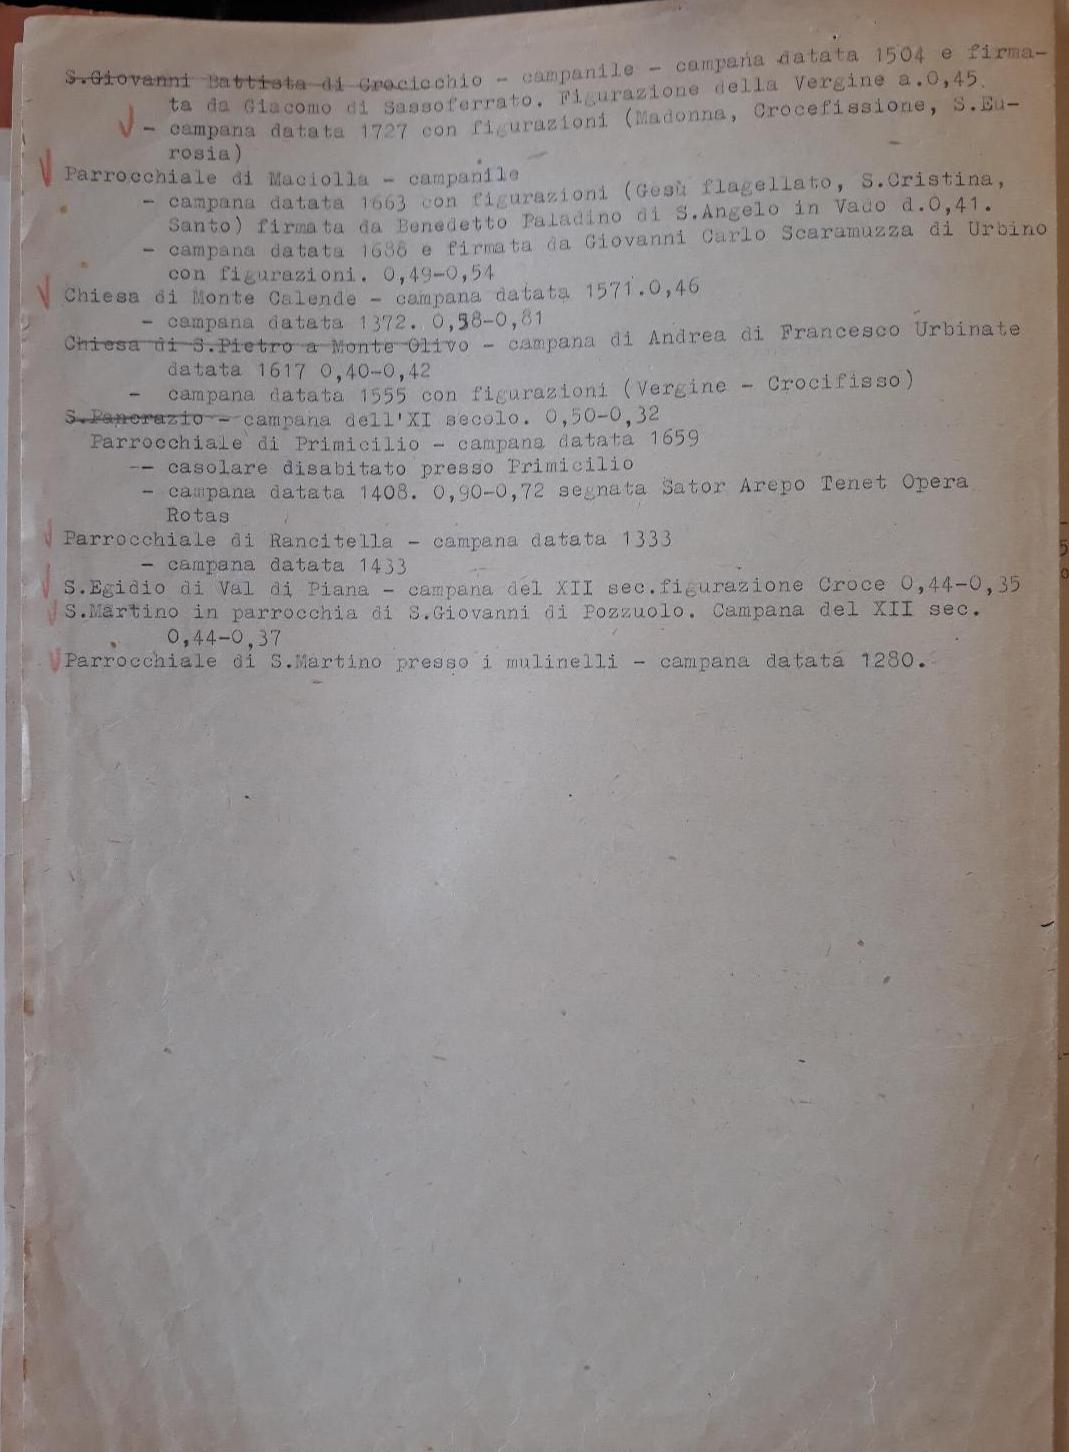 S.Giovanni Battista di Crocicchio - campanile - campana datata 1504 e firma-
ta da Giacomo di Sassoferrato. Figurazione della Vergine a.0,45.
- campana datata 1727 con figurazioni (Madonna, Crocefissione, S.Eu-
rosia)
Parrocchiale di Maciolla - campanile
- campana datata 1663 con figurazioni (Gesù flagellato, S.Cristina,
Santo) firmata da Benedetto Paladino di S.Angelo in Vado d.0,41.
- campana datata 1688 e firmata da Giovanni Carlo Scaramuzza di Urbino
con figurazioni. 0,49-0,54
Chiesa di Monte Calende - campana datata 1571.0,46
- campana datata 1372. 0,58-0,81
Chiesa di S.Pietro a Monte Olivo - campana di Andrea di Francesco Urbinate
datata 1617 0,40-0,42
- campana datata 1555 con figurazioni (Vergine - Crocifisso)
S.Pancrazio - campana dell'XI secolo. 0,50-0,32
Parrocchiale di Primicilio - campana datata 1659
-- casolare disabitato presso Primicilio
- campana datata 1408. 0,90-0,72 segnata Sator Arepo Tenet Opera
Rotas
Parrocchiale di Rancitella - campana datata 1333
- campana datata 1433
S.Egidio di Val di Piana - campana del XII sec.figurazione Croce 0,44-0,35
S.Martino in parrocchia di S.Giovanni di Pozzuolo. Campana del XII sec.
0,44-0,37
Parrocchiale di S.Martino presso i mulinelli - campana datata 1280.